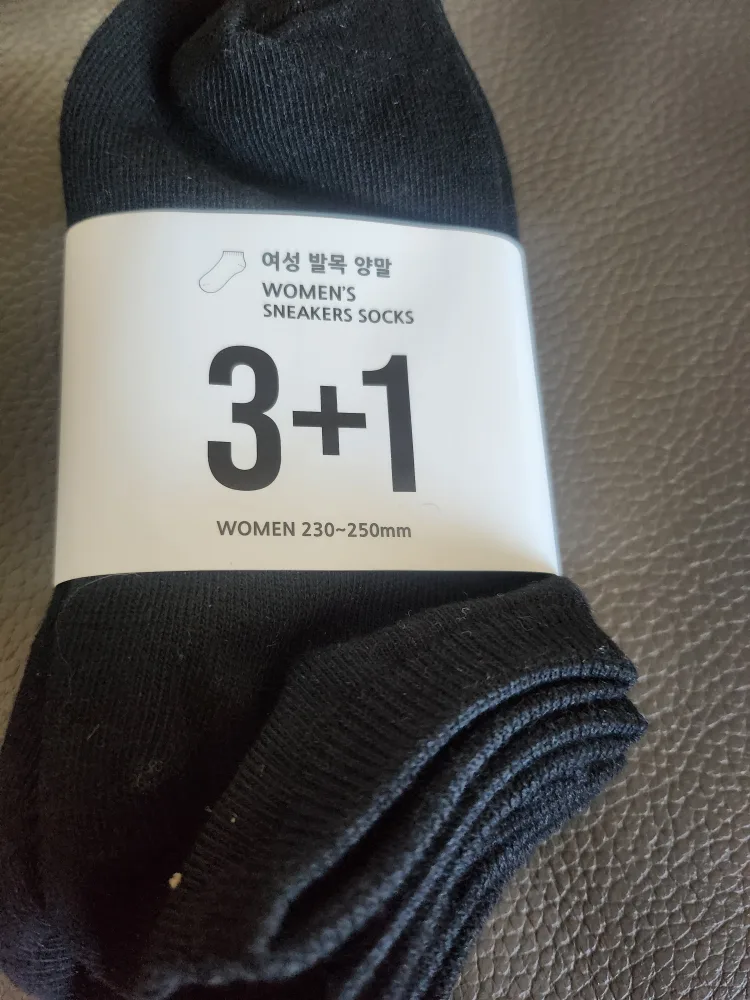 여성 발목 양말
WOMEN'S
SNEAKERS SOCKS
3+1
WOMEN 230~250mm